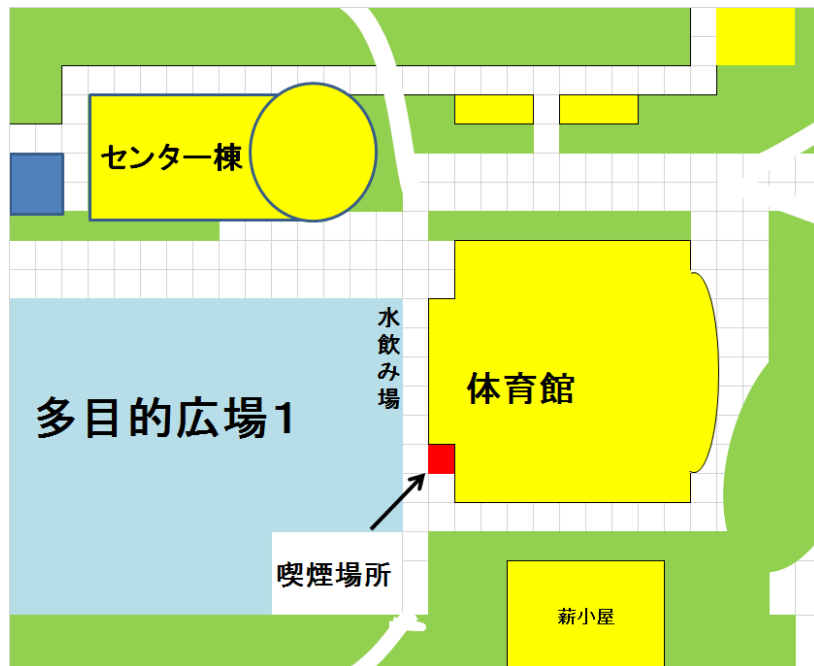 センター棟
水飲み場
体育館
多目的広場1
喫煙場所
薪小屋